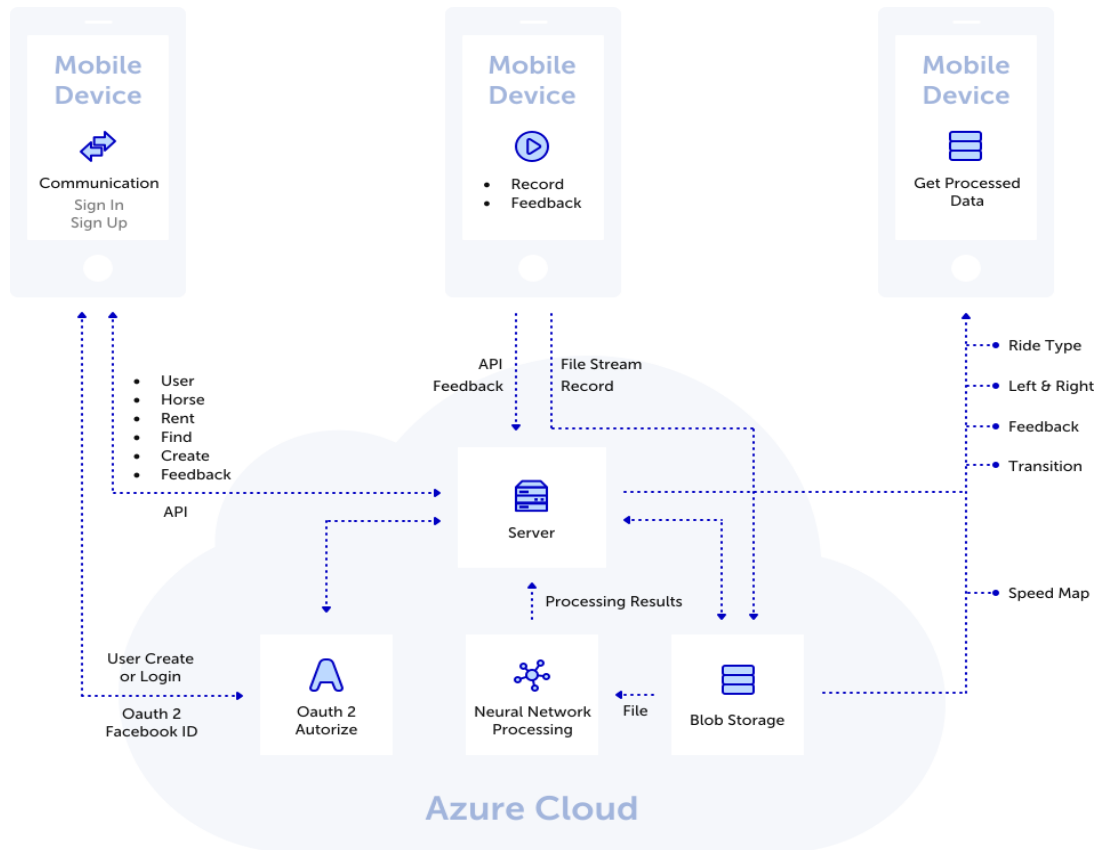 Mobile
Device
Communication
Sign In
Sign Up
Mobile
Device
• Record
• Feedback
Mobile
Device
Get Processed
Data
• User
• Horse
• Rent
• Find
• Create
• Feedback
API
API
Feedback
File Stream
Record
Ride Type
Left & Right
Feedback
Transition
Speed Map
Server
Processing Results
User Create
or Login
Oauth 2
Facebook ID
Oauth 2
Autorize
Neural Network
Processing
File
Blob Storage
Azure Cloud